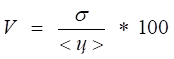 V = σ / < ц > * 100